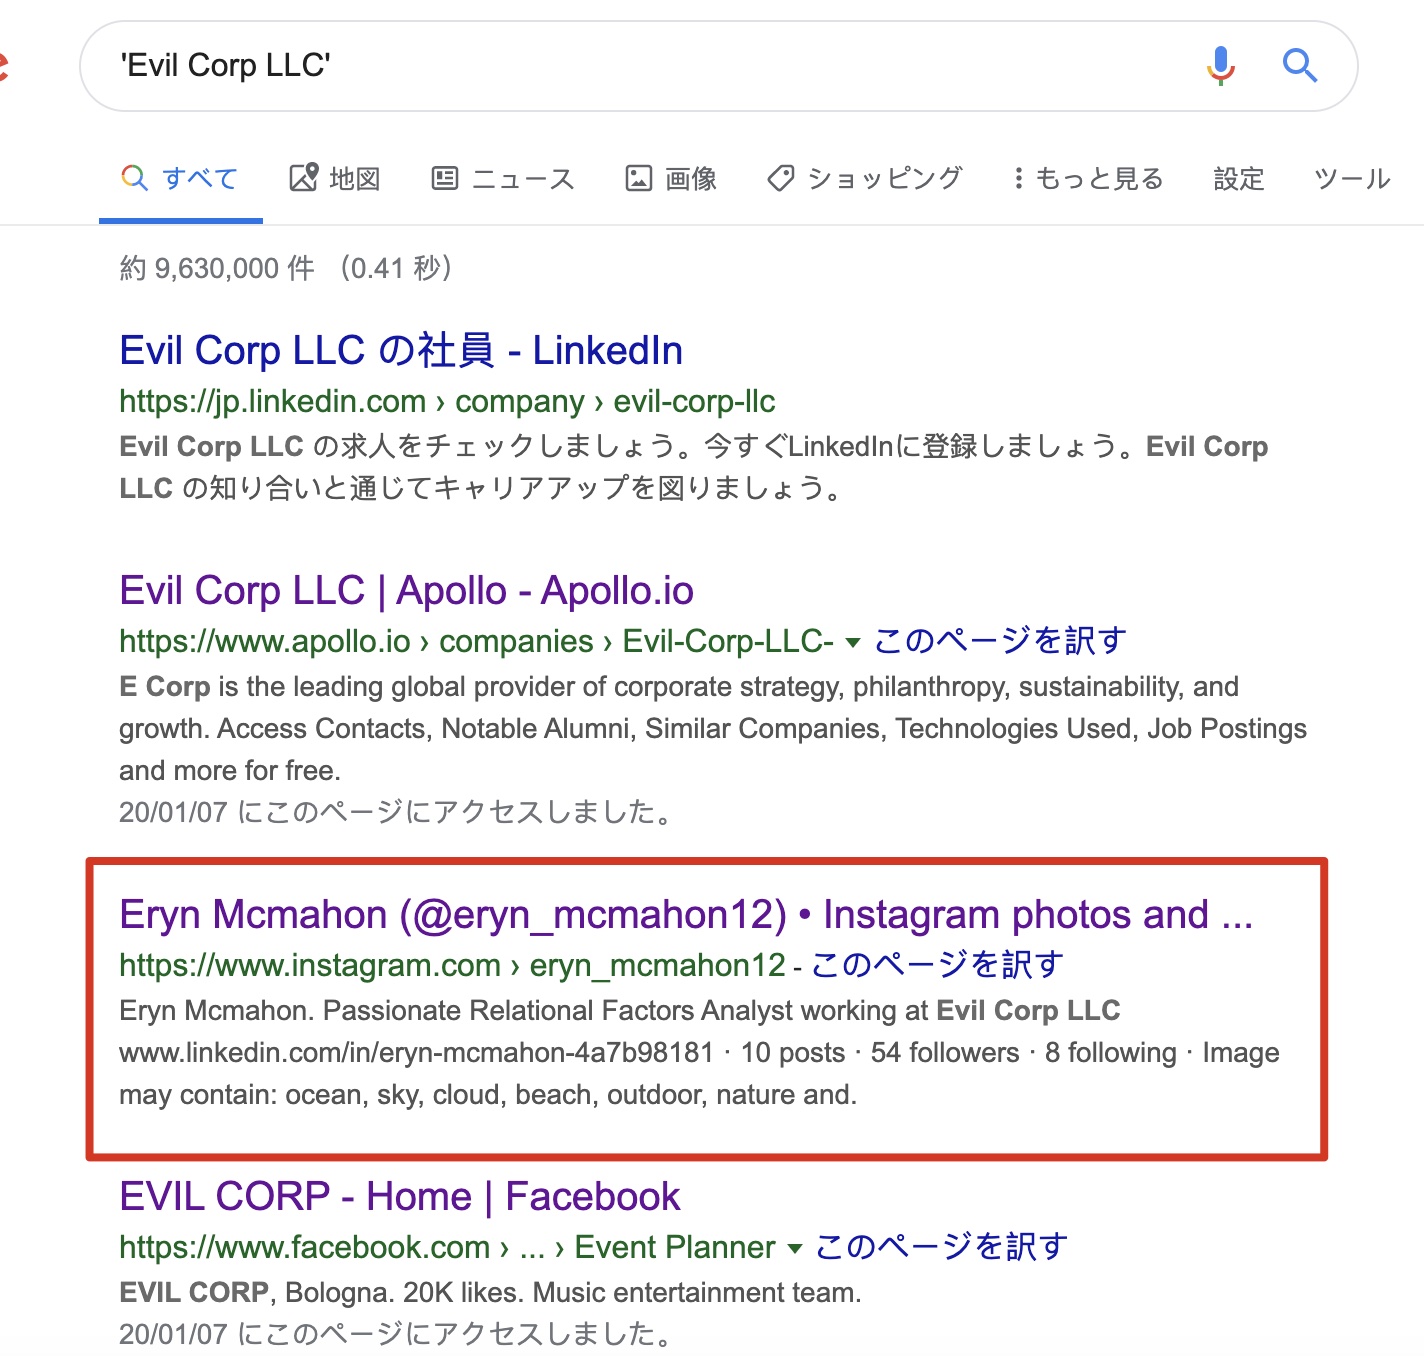 'Evil Corp LLC'
すべて 地図 ニュース 画像 ショッピング もっと見る 設定 ツール
約 9,630,000 件 （0.41 秒）
Evil Corp LLC の社員 - LinkedIn
https://jp.linkedin.com › company › evil-corp-llc
Evil Corp LLC の求人をチェックしましょう。今すぐLinkedInに登録しましょう。Evil Corp
LLC の知り合いと通じてキャリアアップを図りましょう。
Evil Corp LLC | Apollo - Apollo.io
https://www.apollo.io › companies › Evil-Corp-LLC- このページを訳す
E Corp is the leading global provider of corporate strategy, philanthropy, sustainability, and
growth. Access Contacts, Notable Alumni, Similar Companies, Technologies Used, Job Postings
and more for free.
20/01/07 にこのページにアクセスしました。
Eryn Mcmahon (@eryn_mcmahon12) • Instagram photos and ...
https://www.instagram.com › eryn_mcmahon12 - このページを訳す
Eryn Mcmahon. Passionate Relational Factors Analyst working at Evil Corp LLC
www.linkedin.com/in/eryn-mcmahon-4a7b98181 · 10 posts · 54 followers · 8 following · Image
may contain: ocean, sky, cloud, beach, outdoor, nature and.
EVIL CORP - Home | Facebook
https://www.facebook.com › ... › Event Planner このページを訳す
EVIL CORP, Bologna. 20K likes. Music entertainment team.
20/01/07 にこのページにアクセスしました。